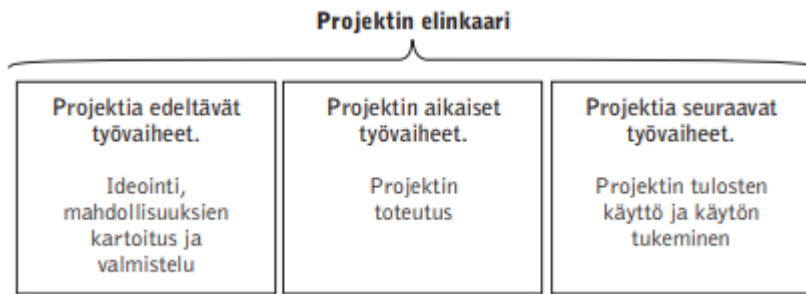 Projektin elinkaari
Projektia edeltävät
työvaiheet.
Ideointi,
mahdollisuuksien
kartoitus ja
valmistelu
Projektin aikaiset
työvaiheet.
Projektin
toteutus
Projektia seuraavat
työvaiheet.
Projektin tulosten
käyttö ja käytön
tukeminen